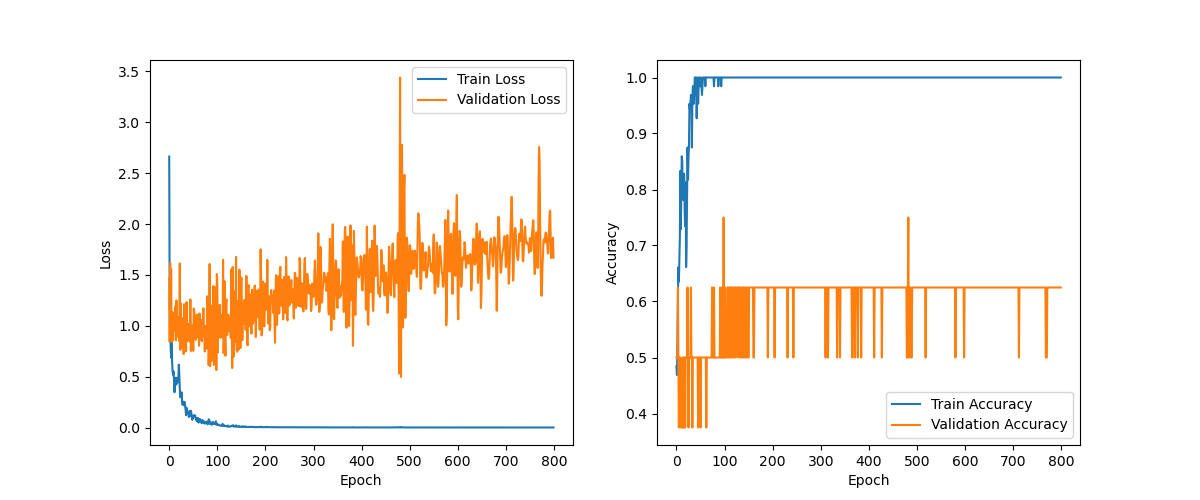 3.5
3.0
2.5
2.0
1.5
1.0
0.5
0.0
Loss
Train Loss
Validation Loss
0 100 200 300 400 500 600 700 800
Epoch
1.0
0.9
0.8
0.7
0.6
0.5
0.4
Accuracy
Train Accuracy
Validation Accuracy
0 100 200 300 400 500 600 700 800
Epoch